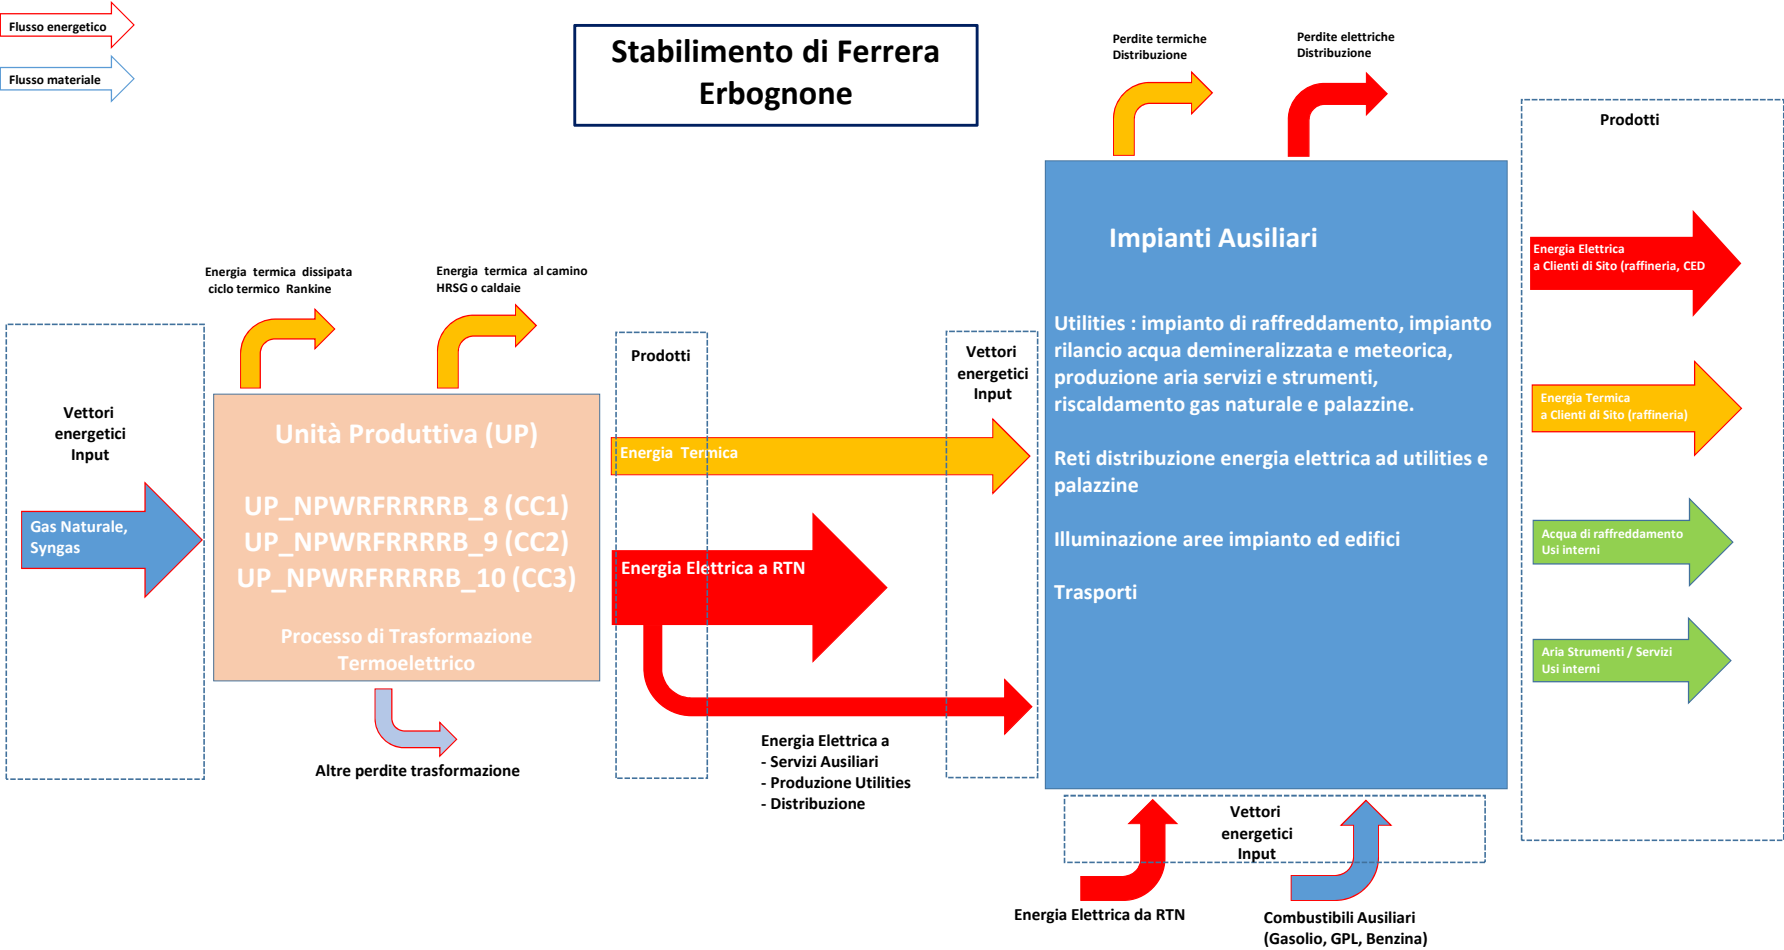 Flusso energetico
Flusso materiale
Stabilimento di Ferrera
Erbognone
Perdite termiche
Distribuzione
Perdite elettriche
Distribuzione
Prodotti
Energia termica dissipata
ciclo termico Rankine
Energia termica al camino
HRSG o caldaie
Vettori
energetici
Input
Gas Naturale,
Syngas
Unità Produttiva (UP)
UP_NPWRFRRRRB_8 (CC1)
UP_NPWRFRRRRB_9 (CC2)
UP_NPWRFRRRRB_10 (CC3)
Processo di Trasformazione
Termoelettrico
Altre perdite trasformazione
Prodotti
Energia Termica
Energia Elettrica a RTN
Energia Elettrica a
- Servizi Ausiliari
- Produzione Utilities
- Distribuzione
Vettori
energetici
Input
Impianti Ausiliari
Utilities : impianto di raffreddamento, impianto
rilancio acqua demineralizzata e meteorica,
produzione aria servizi e strumenti,
riscaldamento gas naturale e palazzine.
Reti distribuzione energia elettrica ad utilities e
palazzine
Illuminazione aree impianto ed edifici
Trasporti
Vettori
energetici
Input
Energia Elettrica da RTN
Combustibili Ausiliari
(Gasolio, GPL, Benzina)
Energia Elettrica
a Clienti di Sito (raffineria, CED
Energia Termica
a Clienti di Sito (raffineria)
Acqua di raffreddamento
Usi interni
Aria Strumenti / Servizi
Usi interni